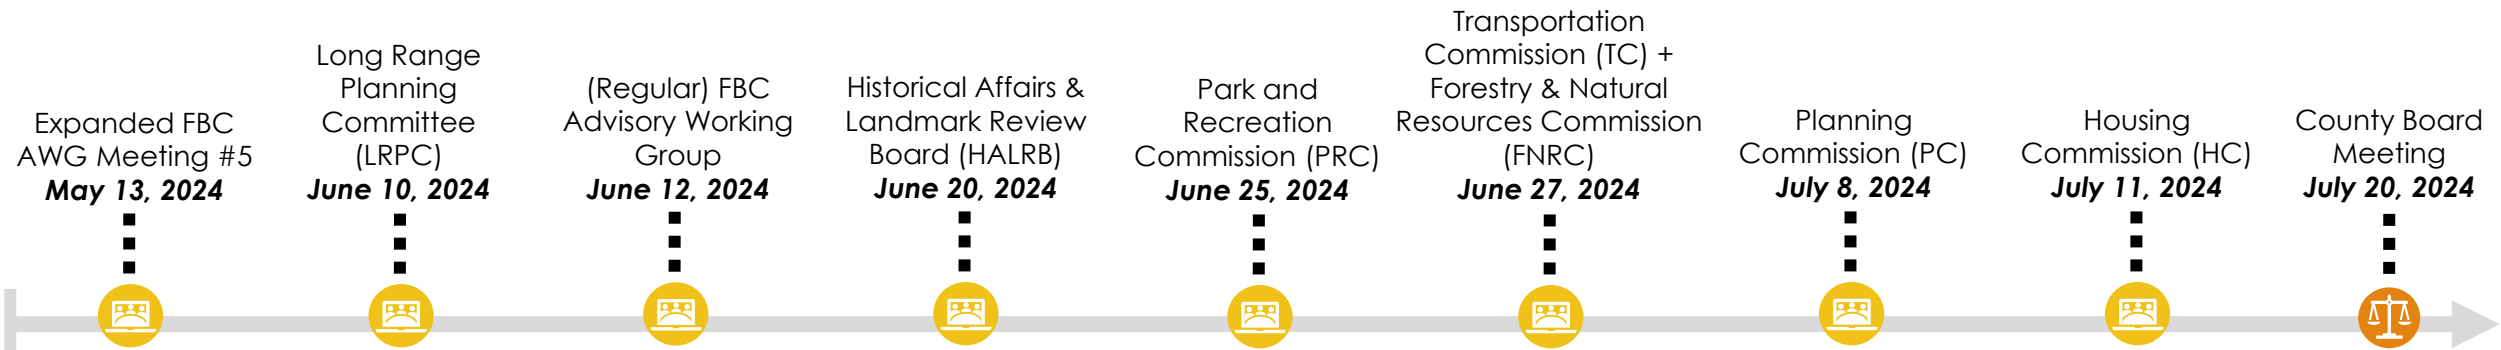 Expanded FBC
AWG Meeting #5
May 13, 2024
Long Range
Planning
Committee
(LRPC)
June 10, 2024
(Regular) FBC
Advisory Working
Group
June 12, 2024
Historical Affairs &
Landmark Review
Board (HALRB)
June 20, 2024
Park and
Recreation
Commission (PRC)
June 25, 2024
Transportation
Commission (TC) +
Forestry & Natural
Resources Commission
(FNRC)
June 27, 2024
Planning
Commission (PC)
July 8, 2024
Housing
Commission (HC)
July 11, 2024
County Board
Meeting
July 20, 2024